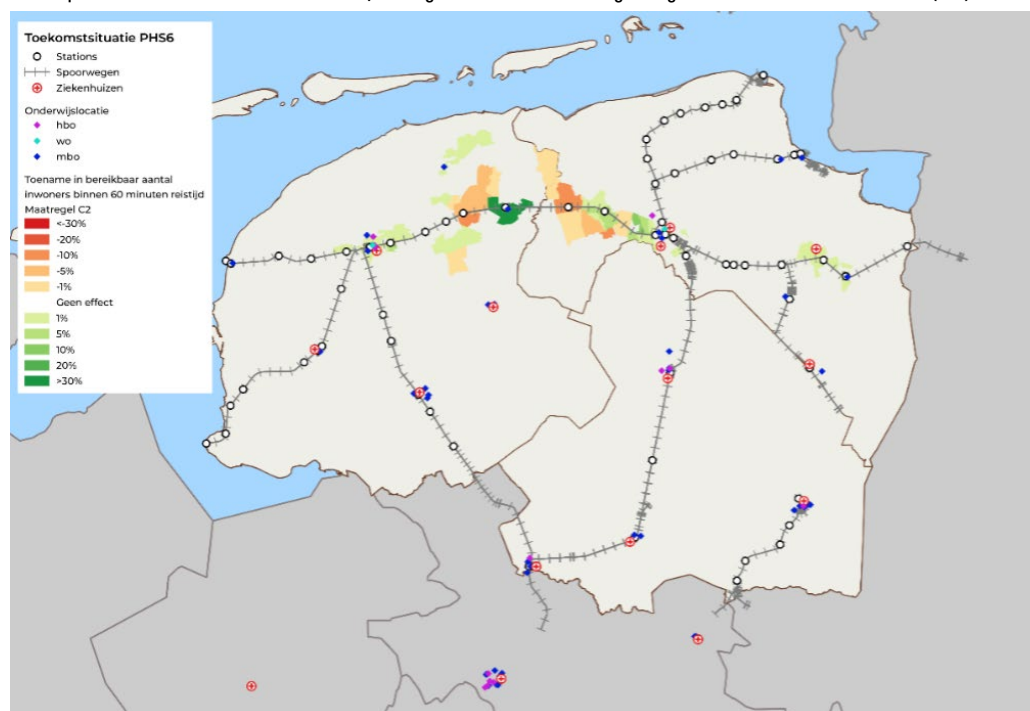 Toekomstsituatie PHS6
Stations
Spoorwegen
Ziekenhuizen
Onderwijslocatie
hbo
wo
mbo
Toename in bereikbaar aantal
inwoners binnen 60 minuten reistijd
Maatregel C2
<-30%
-20%
-10%
-5%
-1%
Geen effect
1%
5%
10%
20%
>30%